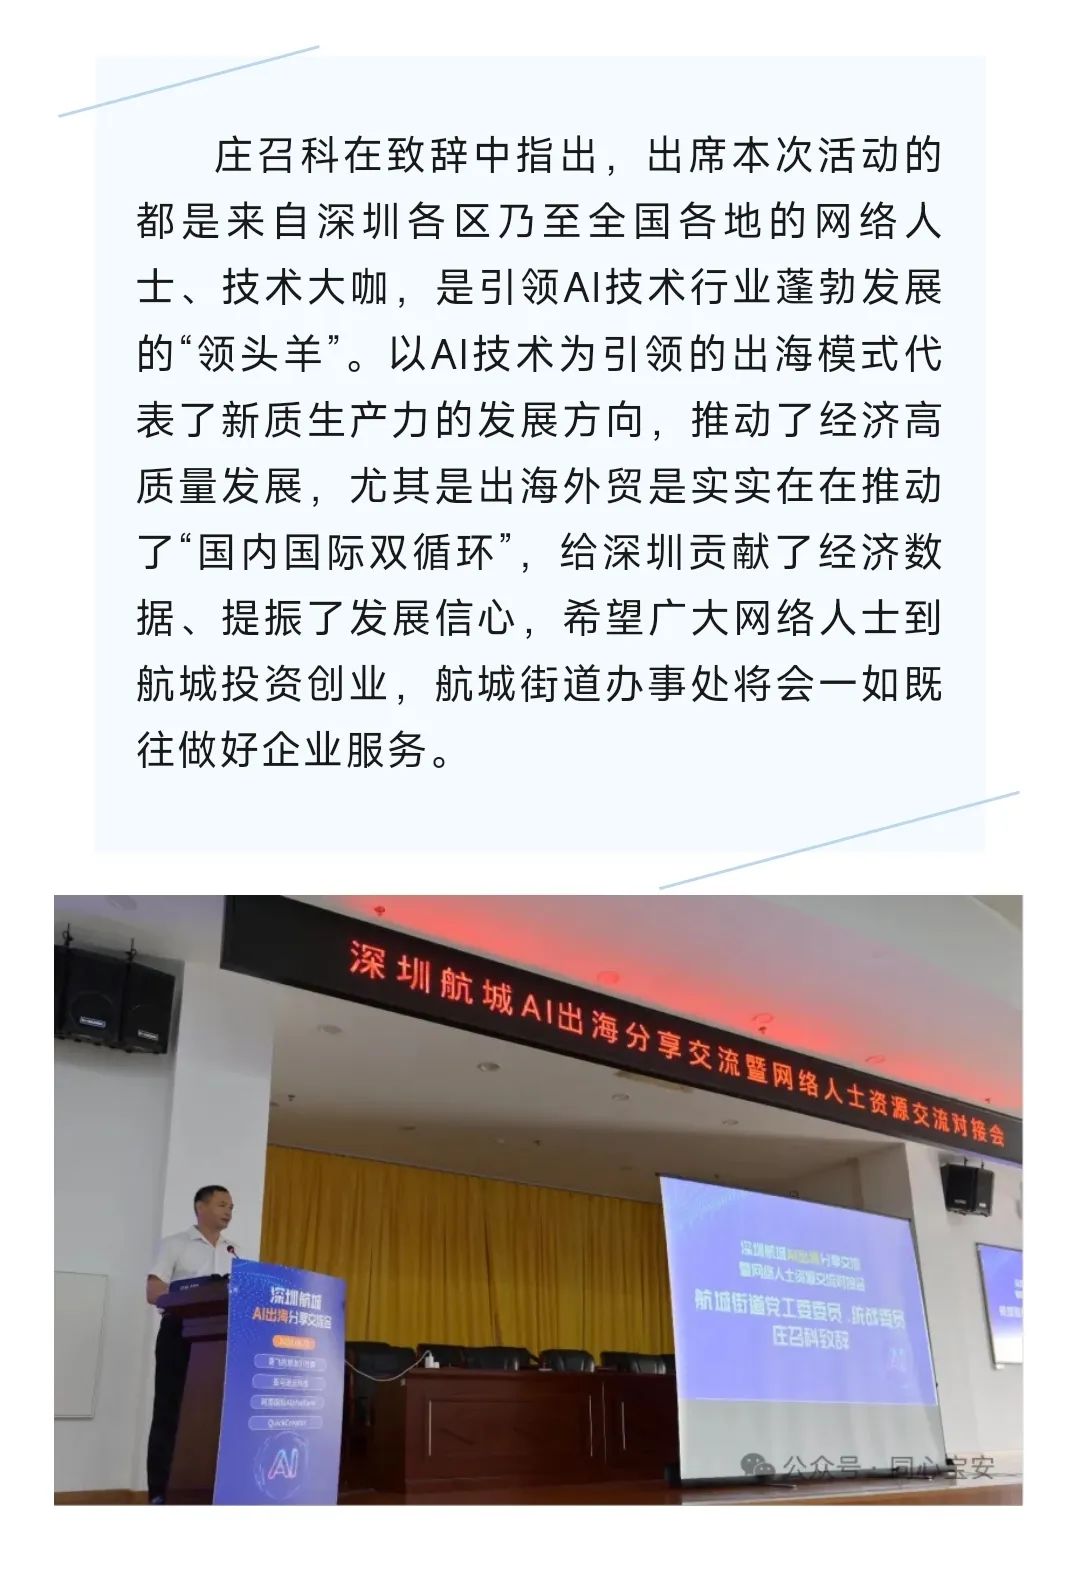 庄召科在致辞中指出，出席本次活动的
都是来自深圳各区乃至全国各地的网络人
士、技术大咖，是引领AI技术行业蓬勃发展
的“领头羊”。以AI技术为引领的出海模式代
表了新质生产力的发展方向，推动了经济高
质量发展，尤其是出海外贸是实实在在推动
了“国内国际双循环”，给深圳贡献了经济数
据、提振了发展信心，希望广大网络人士到
航城投资创业，航城街道办事处将会一如既
往做好企业服务。
深圳航城AI出海分享交流暨网络人士资源交流对接会
深圳航城AI出海分享交流
暨网络人士资源交流对接会
航城街道党工委委员、统战委员
庄召科致辞
AI
深圳航城
AI出海分享交流会
QuickCreator
AI
公众号·同心宝安